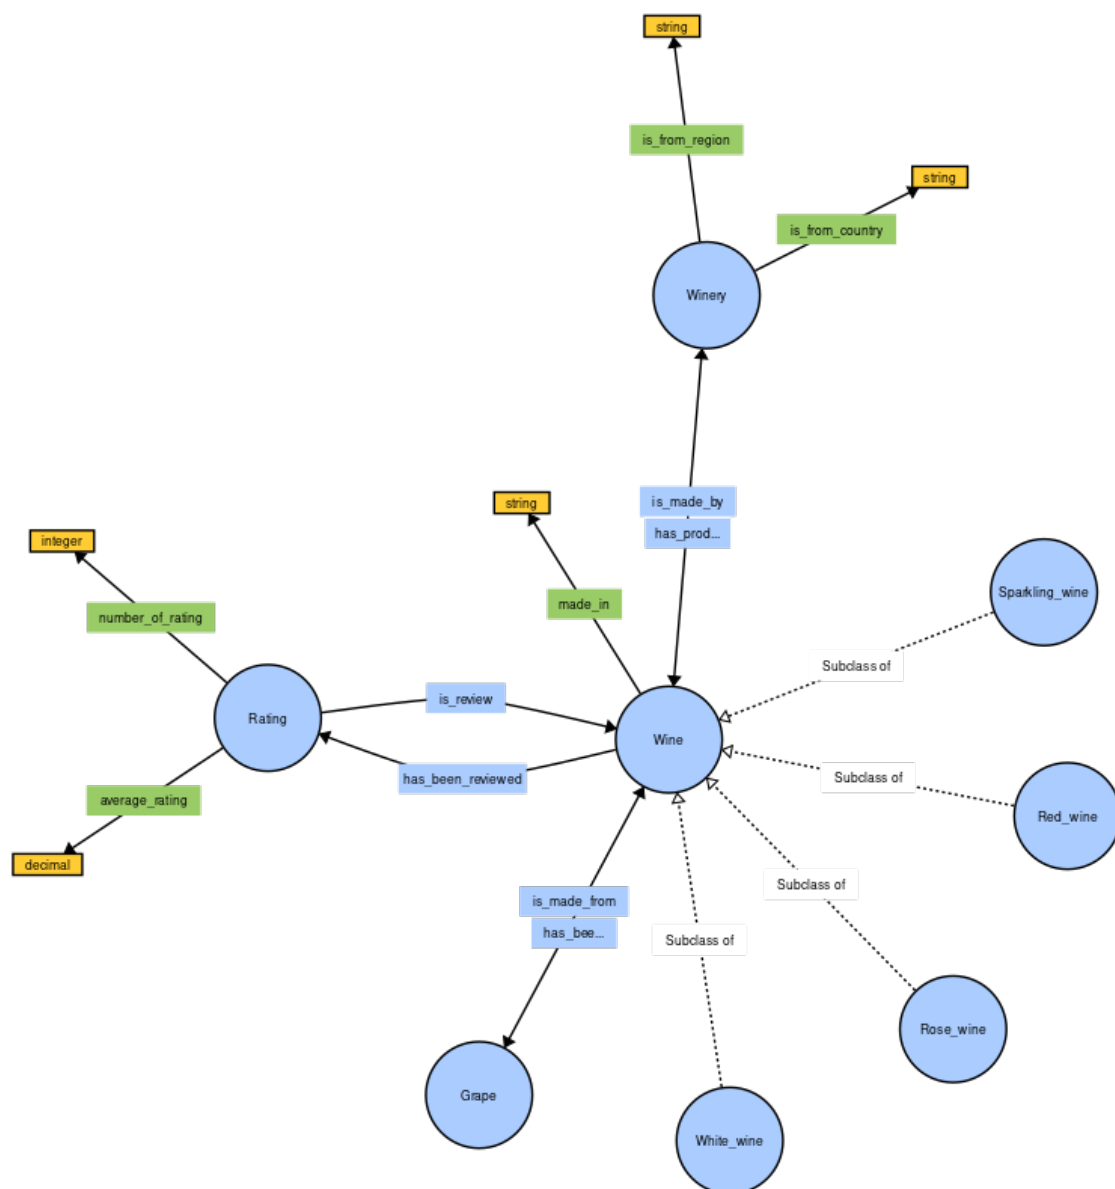 string
is_from_region
string
is_from_country
Winery
is_made_by
has_prod...
string
integer
made_in
number_of_rating
Sparkling_wine
Subclass of
is_review
Rating
Wine
has_been_reviewed
Subclass of
average_rating
Red_wine
decimal
Subclass of
is_made_from
has_bee...
Subclass of
Rose_wine
Grape
White_wine